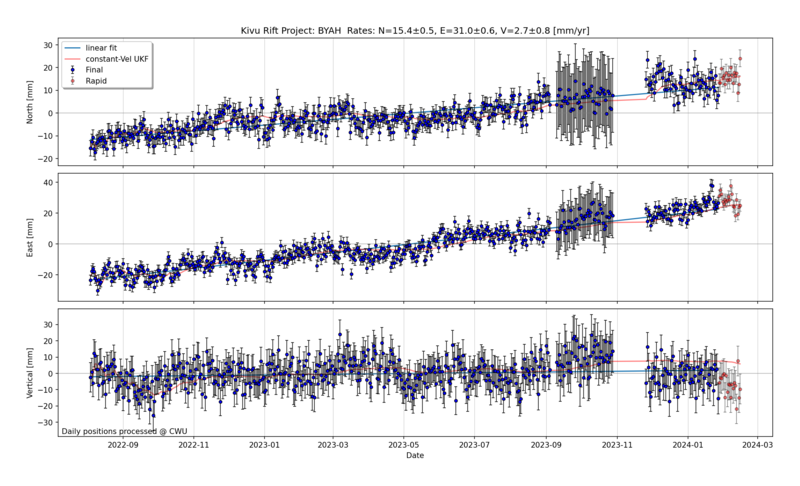 Kivu Rift Project: BYAH  Rates: N=15.4±0.5, E=31.0±0.6, V=2.7±0.8 [mm/yr]
linear fit
constant-Vel UKF
Final
Rapid
North [mm]
30
20
10
0
−10
−20
East [mm]
40
20
0
−20
Vertical [mm]
30
20
10
0
−10
−20
−30
Daily positions processed @ CWU
2022-09
2022-11
2023-01
2023-03
2023-05
2023-07
2023-09
2023-11
2024-01
2024-03
Date